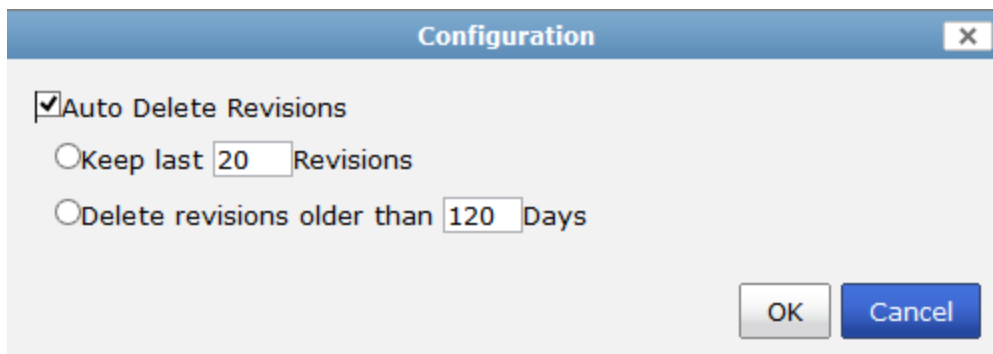 Configuration
Auto Delete Revisions
Keep last 20 Revisions
Delete revisions older than 120 Days
OK Cancel